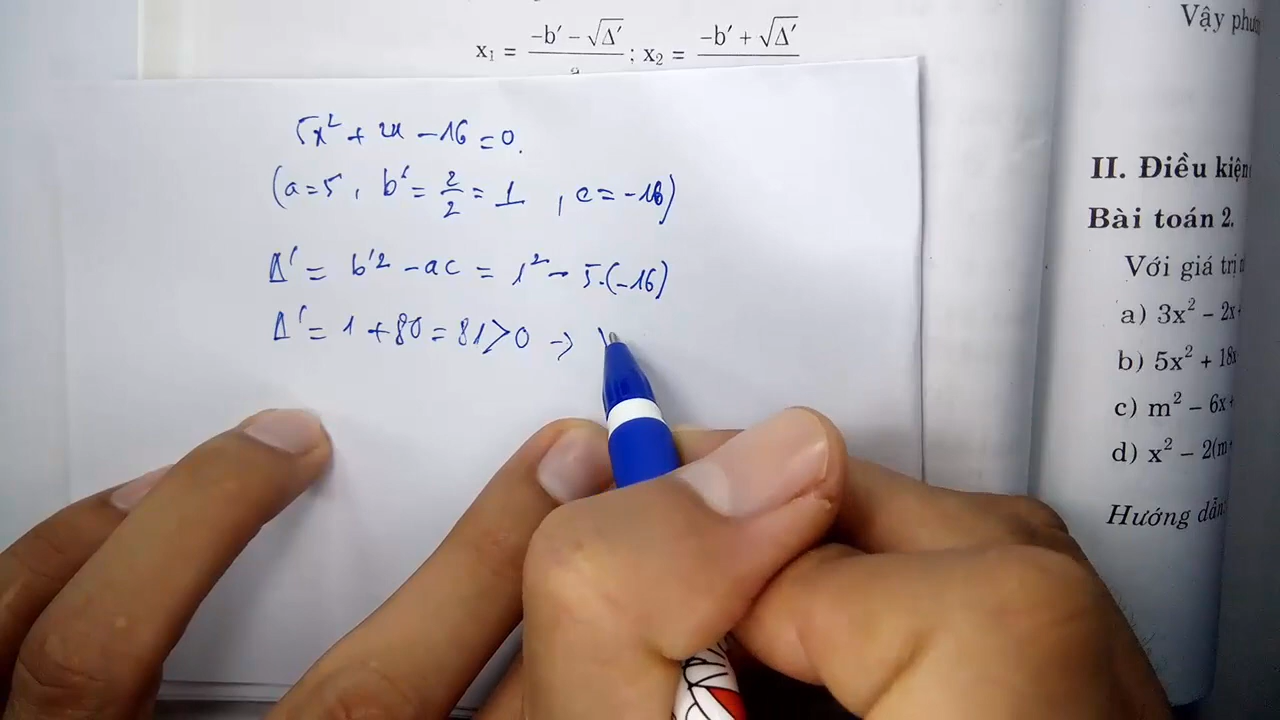 x₁ = (−b′ − √Δ′)/a ; x₂ = (−b′ + √Δ′)/
5x² + 2x − 16 = 0.
(a = 5 , b′ = 2/2 = 1 , c = −16)
Δ′ = b′² − ac = 1² − 5.(−16)
Δ′ = 1 + 80 = 81 > 0 →
Vậy
II. Điều kiện
Bài toán 2.
Với giá trị
a) 3x² − 2x
b) 5x² + 18x
c) m² − 6x
d) x² − 2(m
Hướng dẫn